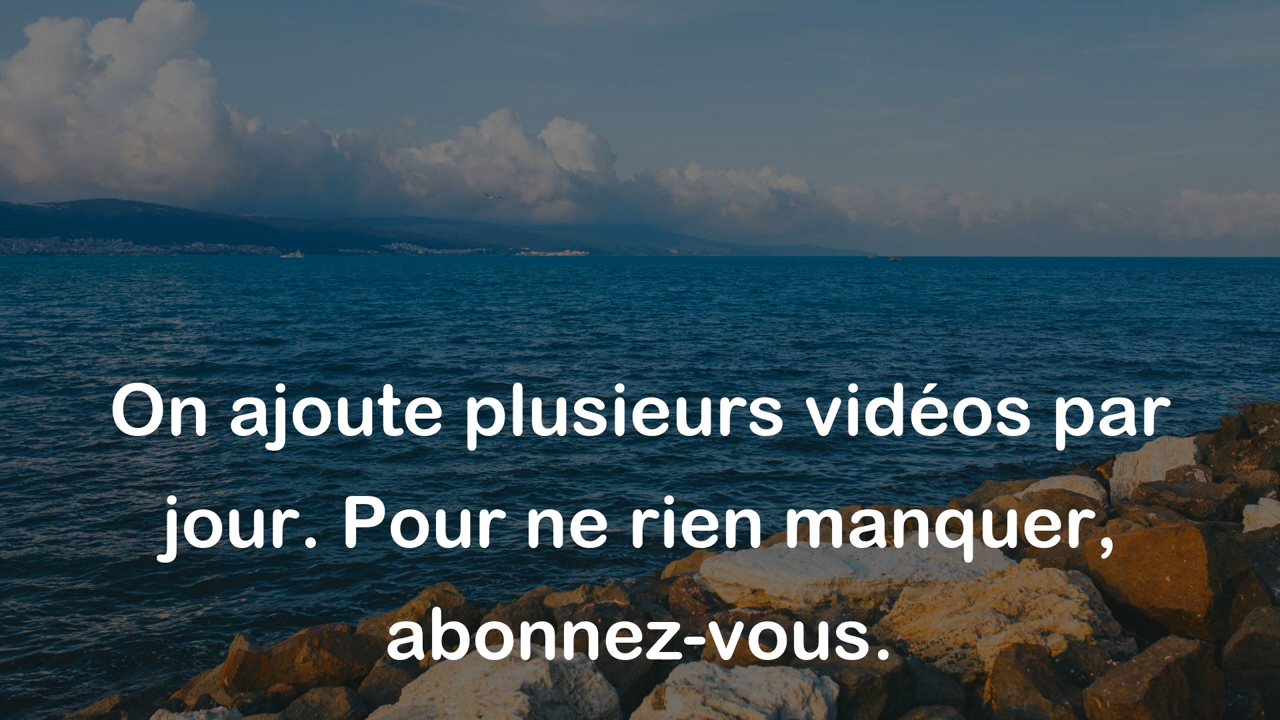 On ajoute plusieurs vidéos par
jour. Pour ne rien manquer,
abonnez-vous.